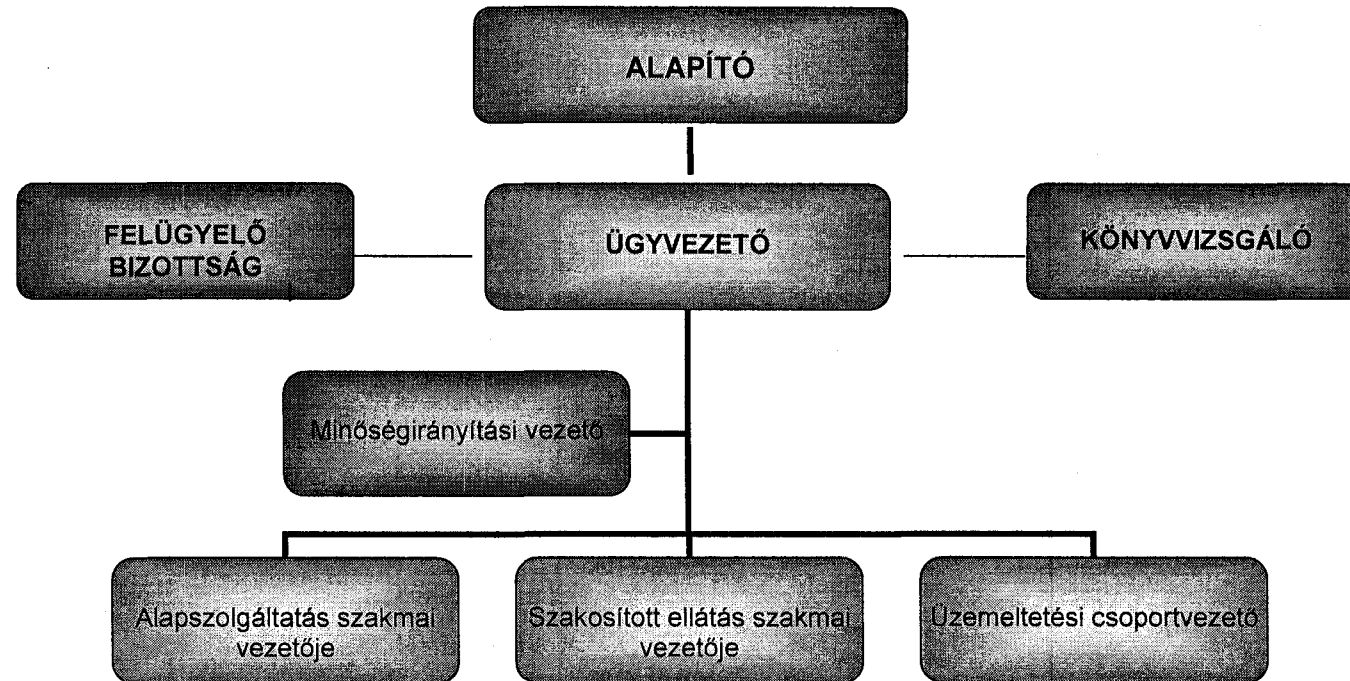 ALAPÍTÓ
FELÜGYELŐ
BIZOTTSÁG
ÜGYVEZETŐ
KÖNYVVIZSGÁLÓ
Minőségirányítási vezető
Alapszolgáltatás szakmai
vezetője
Szakosított ellátás szakmai
vezetője
Üzemeltetési csoportvezető